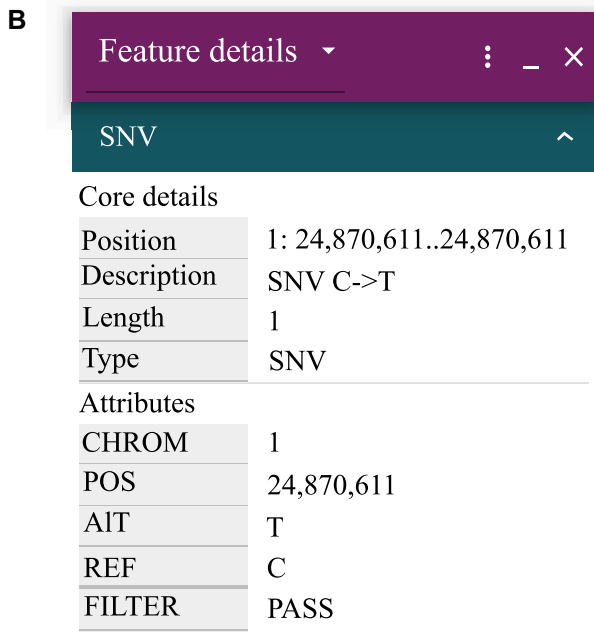 B
Feature details
SNV
Core details
Position 1: 24,870,611..24,870,611
Description SNV C->T
Length 1
Type SNV
Attributes
CHROM 1
POS 24,870,611
AlT T
REF C
FILTER PASS